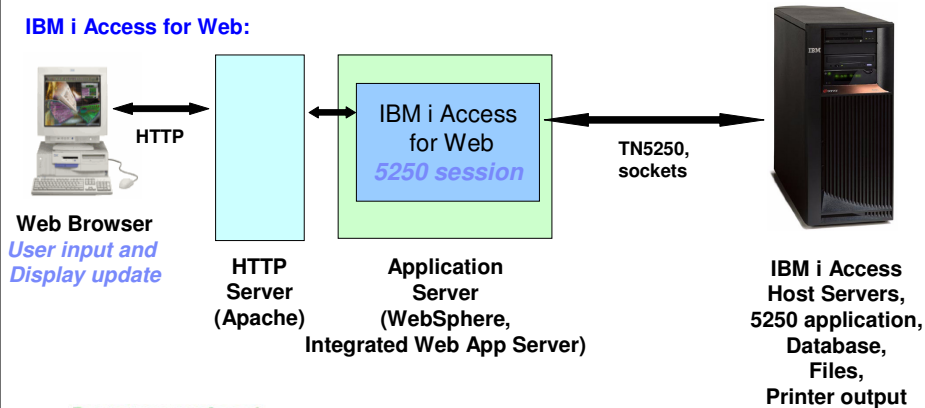 IBM i Access for Web:
HTTP
IBM i Access
for Web
5250 session
TN5250,
sockets
IBM
Web Browser
User input and
Display update
HTTP
Server
(Apache)
Application
Server
(WebSphere,
Integrated Web App Server)
IBM i Access
Host Servers,
5250 application,
Database,
Files,
Printer output